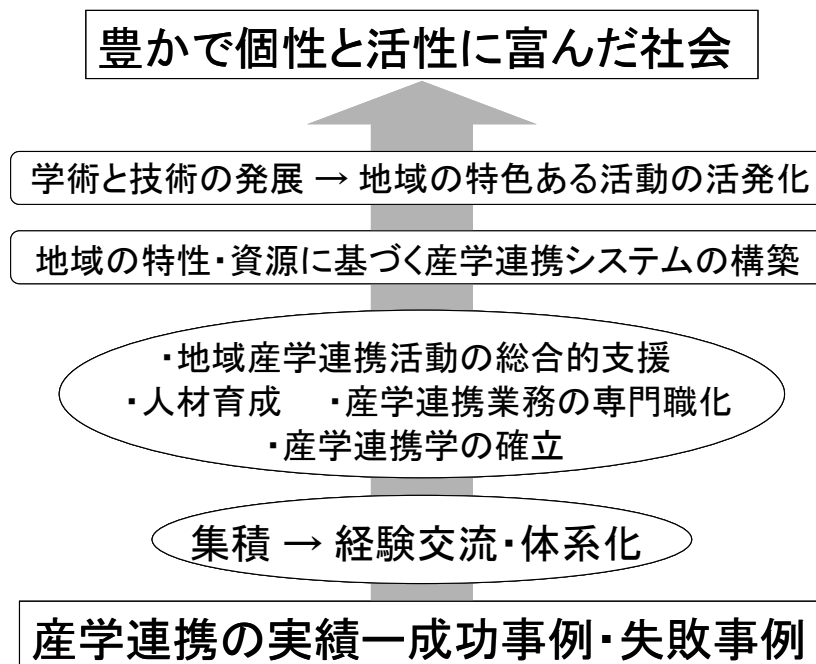 豊かで個性と活性に富んだ社会
学術と技術の発展 → 地域の特色ある活動の活発化
地域の特性・資源に基づく産学連携システムの構築
・地域産学連携活動の総合的支援
・人材育成　・産学連携業務の専門職化
・産学連携学の確立
集積 → 経験交流・体系化
産学連携の実績―成功事例・失敗事例